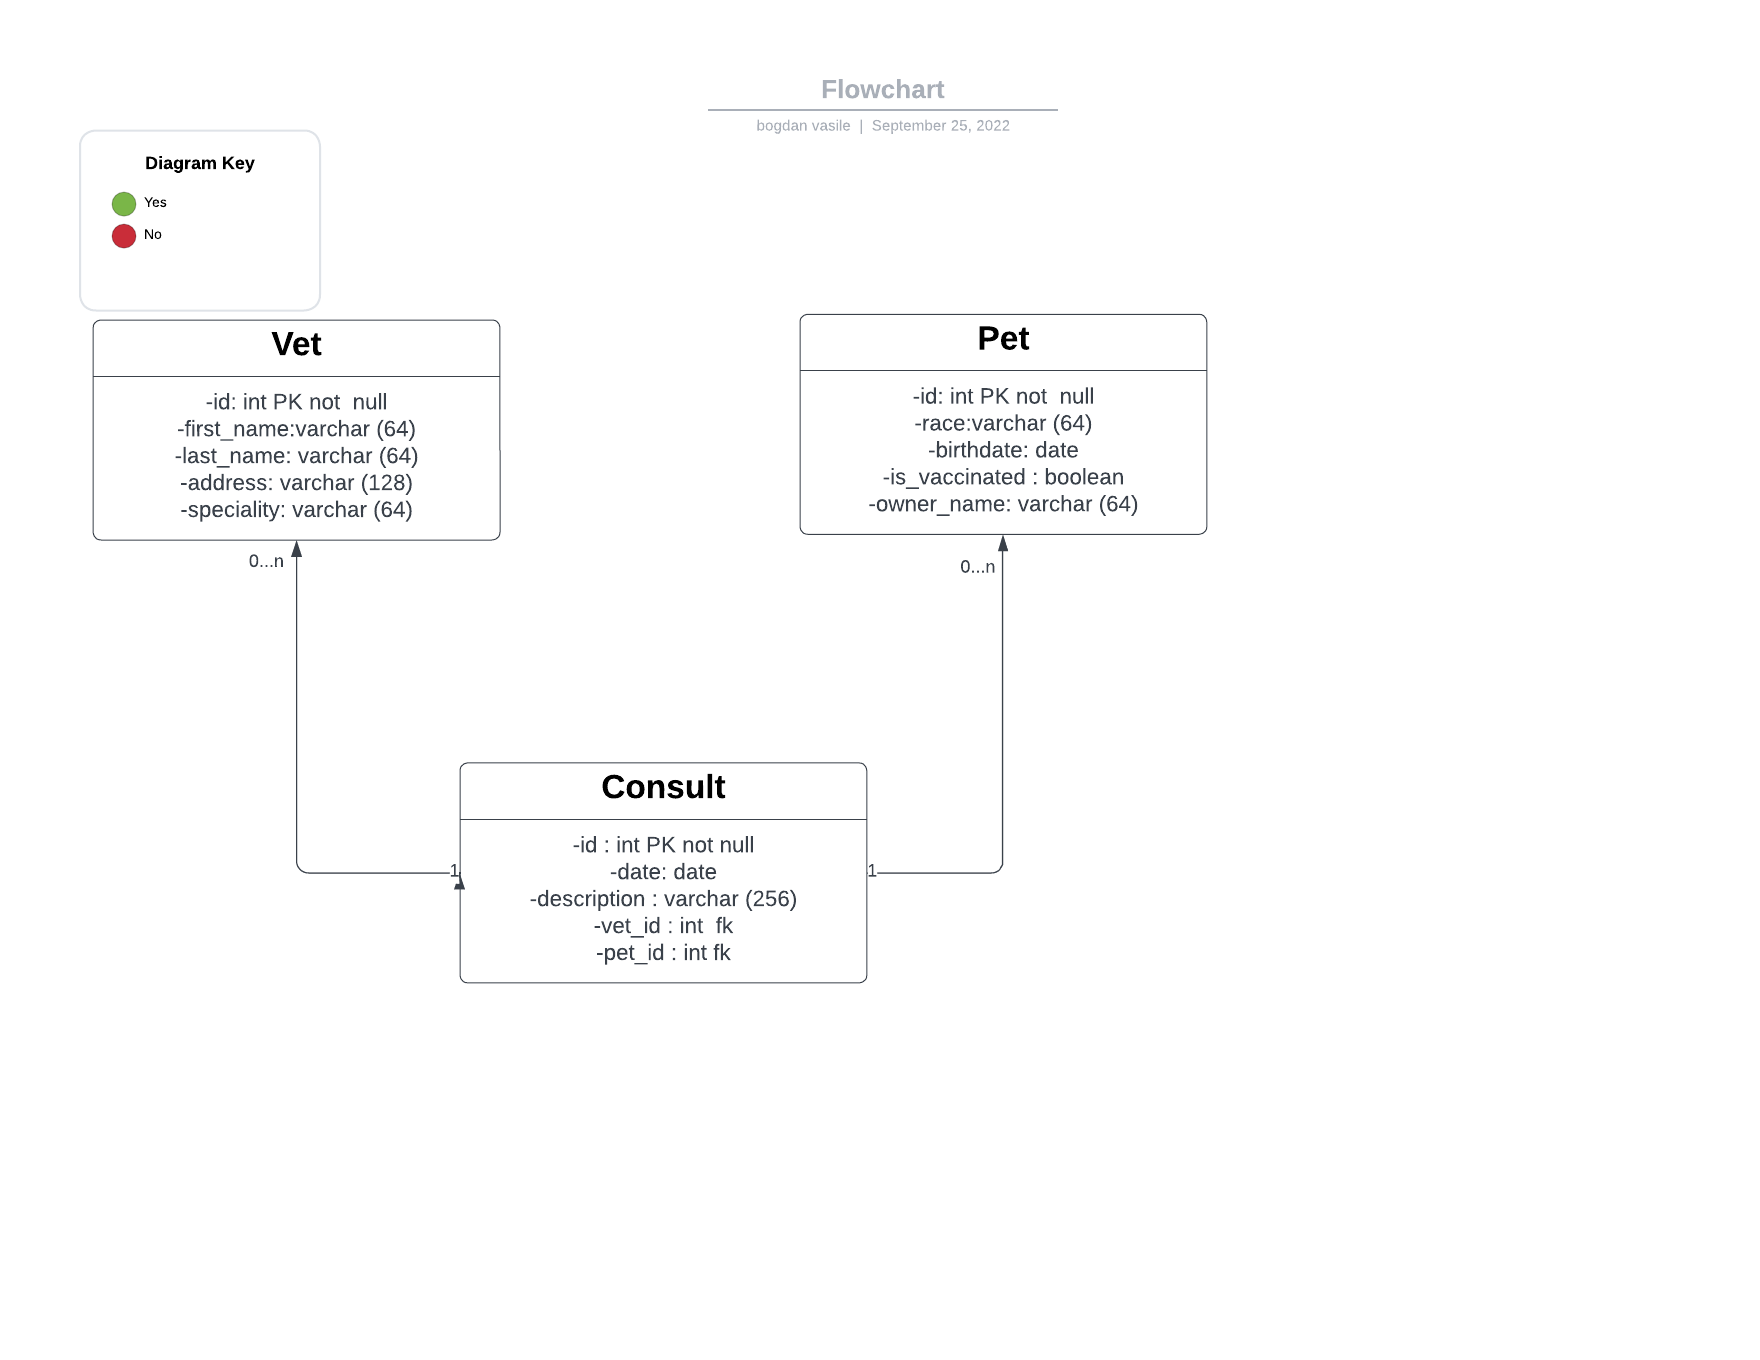 Flowchart
bogdan vasile | September 25, 2022
Diagram Key
Yes
No
Vet
-id: int PK not  null
-first_name:varchar (64)
-last_name: varchar (64)
-address: varchar (128)
-speciality: varchar (64)
0...n
Pet
-id: int PK not  null
-race:varchar (64)
-birthdate: date
-is_vaccinated : boolean
-owner_name: varchar (64)
0...n
Consult
-id : int PK not null
-date: date
-description : varchar (256)
-vet_id : int  fk
-pet_id : int fk
1
1